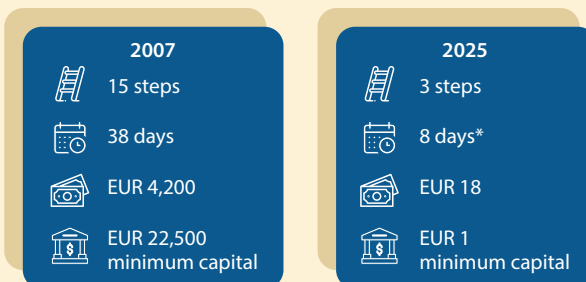 2007
15 steps
38 days
EUR 4,200
EUR 22,500
minimum capital
2025
3 steps
8 days*
EUR 18
EUR 1
minimum capital